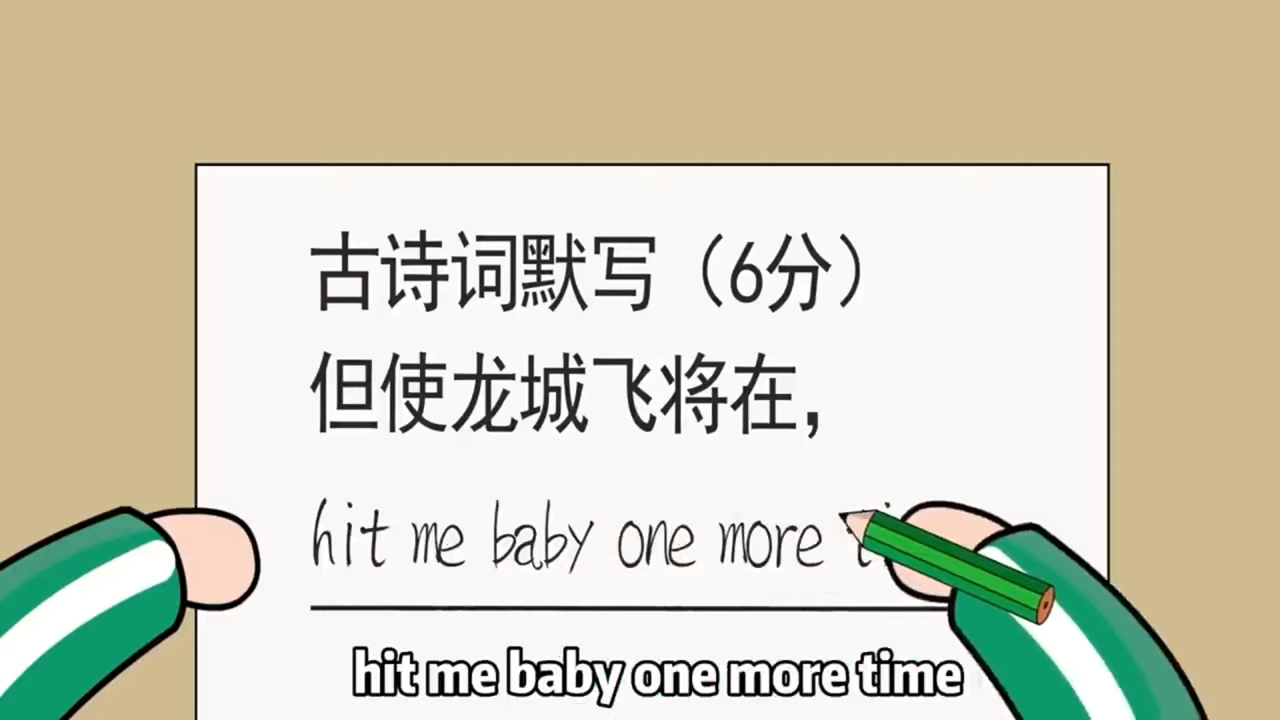 古诗词默写（6分）
但使龙城飞将在，
hit me baby one more ti
hit me baby one more time